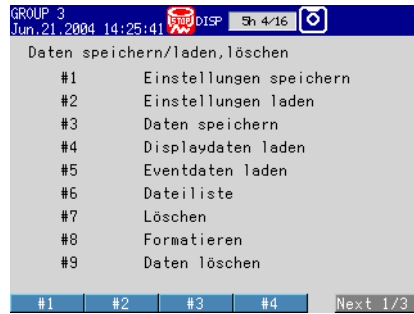 GROUP 3
Jun.21.2004 14:25:41 STOP DISP 5h 4/16
Daten speichern/laden,löschen
#1 Einstellungen speichern
#2 Einstellungen laden
#3 Daten speichern
#4 Displaydaten laden
#5 Eventdaten laden
#6 Dateiliste
#7 Löschen
#8 Formatieren
#9 Daten löschen
#1 #2 #3 #4 Next 1/3